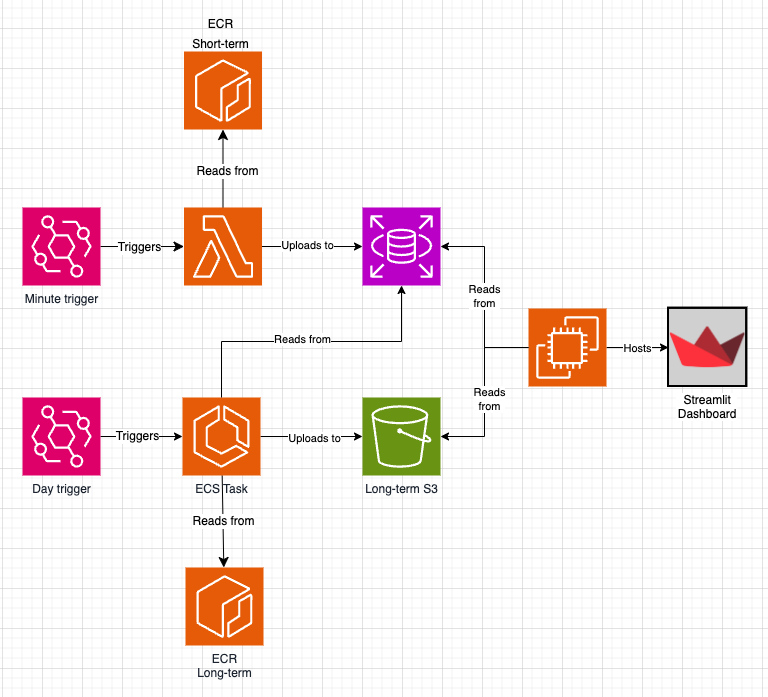 ECR
Short-term
Reads from
Triggers
Uploads to
Minute trigger
Reads
from
Reads from
Hosts
Streamlit
Dashboard
Reads
from
Triggers
Uploads to
Day trigger
ECS Task
Long-term S3
Reads from
ECR
Long-term